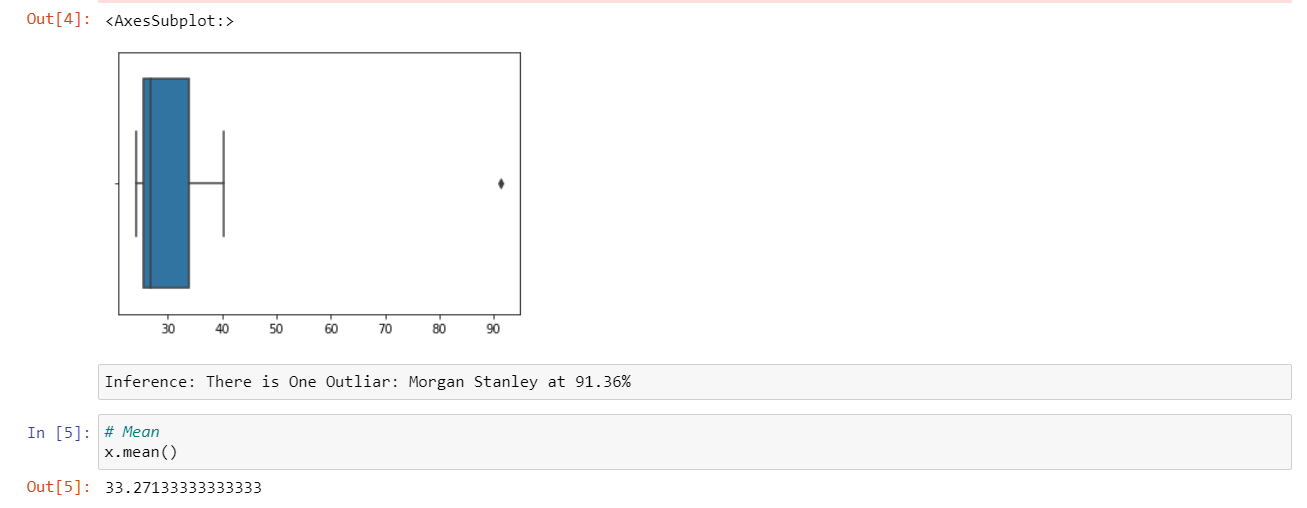 Out[4]: <AxesSubplot:>
30 40 50 60 70 80 90
Inference: There is One Outliar: Morgan Stanley at 91.36%
In [5]: # Mean
x.mean()
Out[5]: 33.27133333333333